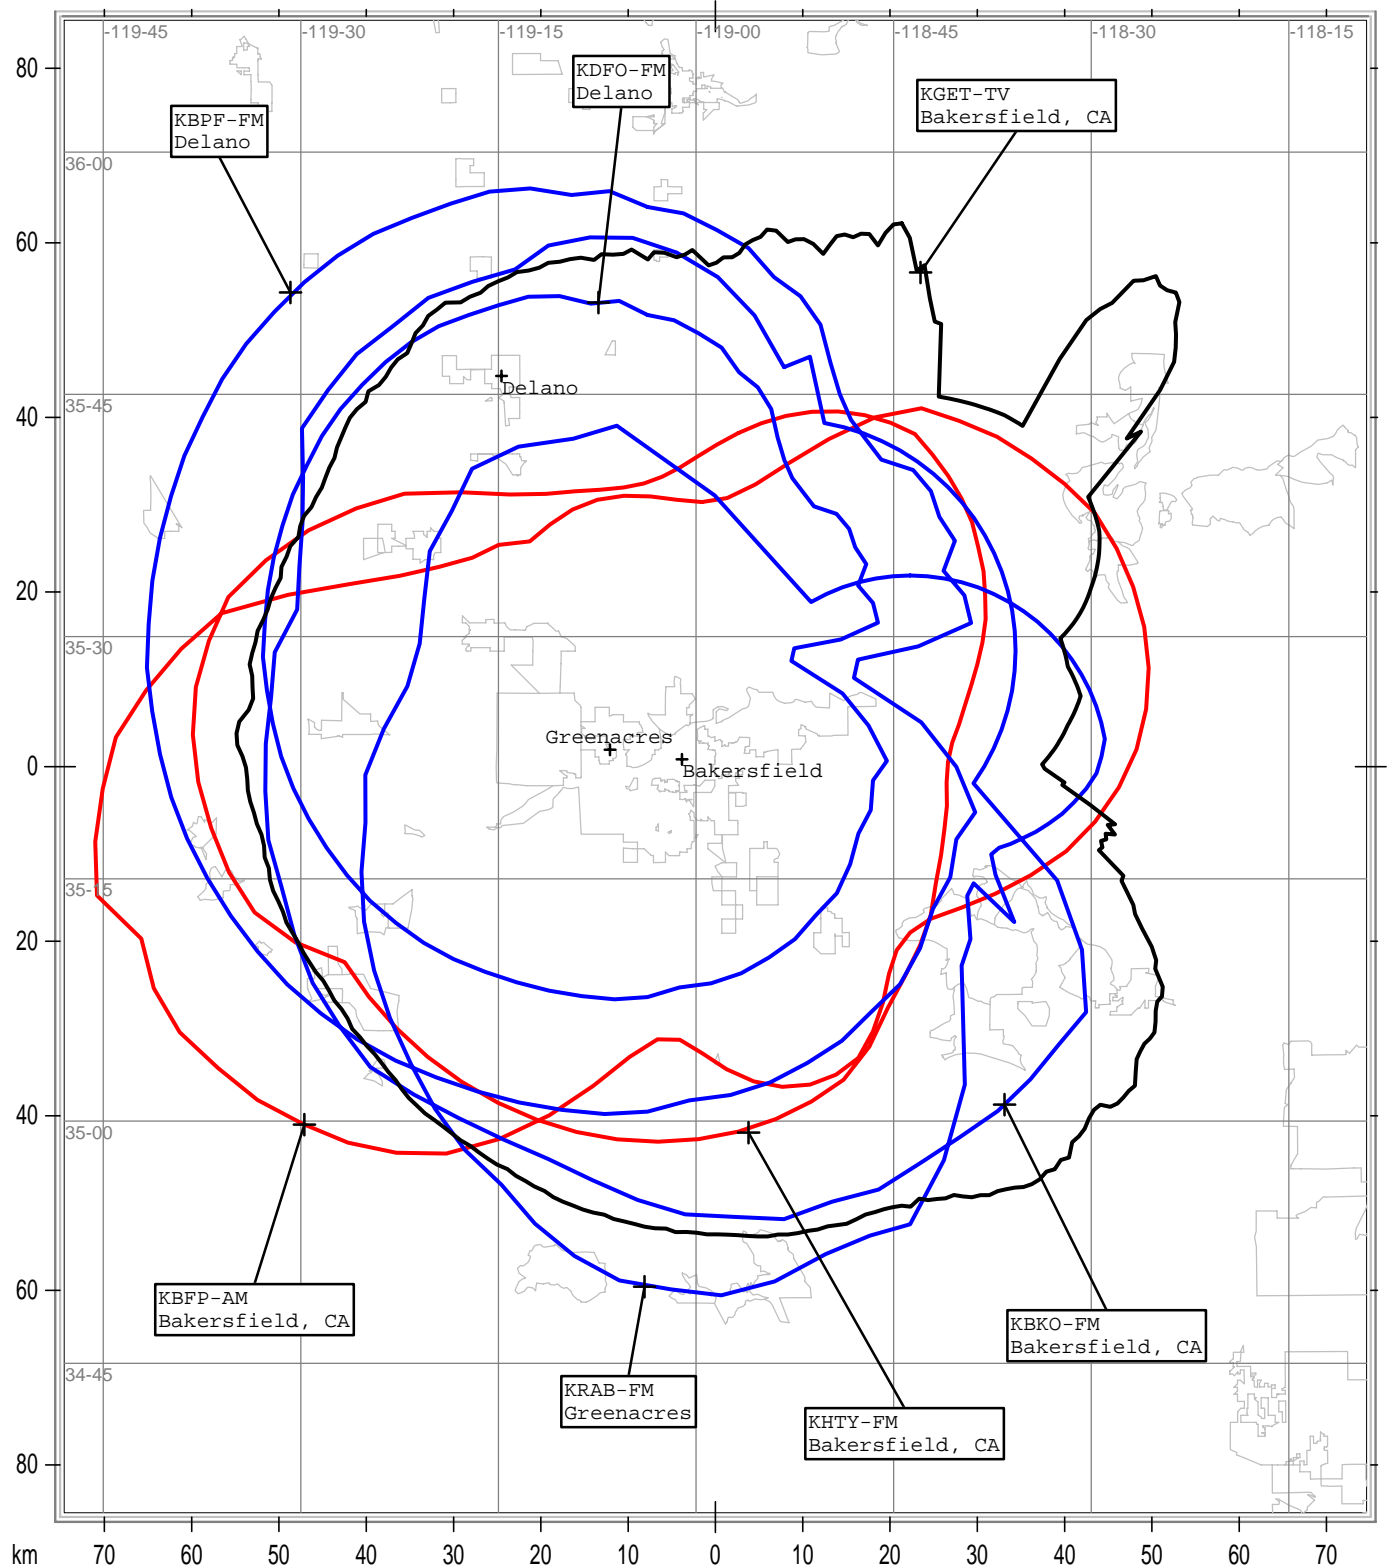 -119-45 -119-30 -119-15 -119-00 -118-45 -118-30 -118-15
80
KDFO-FM
Delano
KGET-TV
Bakersfield, CA
KBPF-FM
Delano
36-00
60
Delano
35-45
40
20
35-30
Greenacres
Bakersfield
0
35-15
20
35-00
40
60
KBFP-AM
Bakersfield, CA
KBKO-FM
Bakersfield, CA
34-45
KRAB-FM
Greenacres
KHTY-FM
Bakersfield, CA
80
km 70 60 50 40 30 20 10 0 10 20 30 40 50 60 70